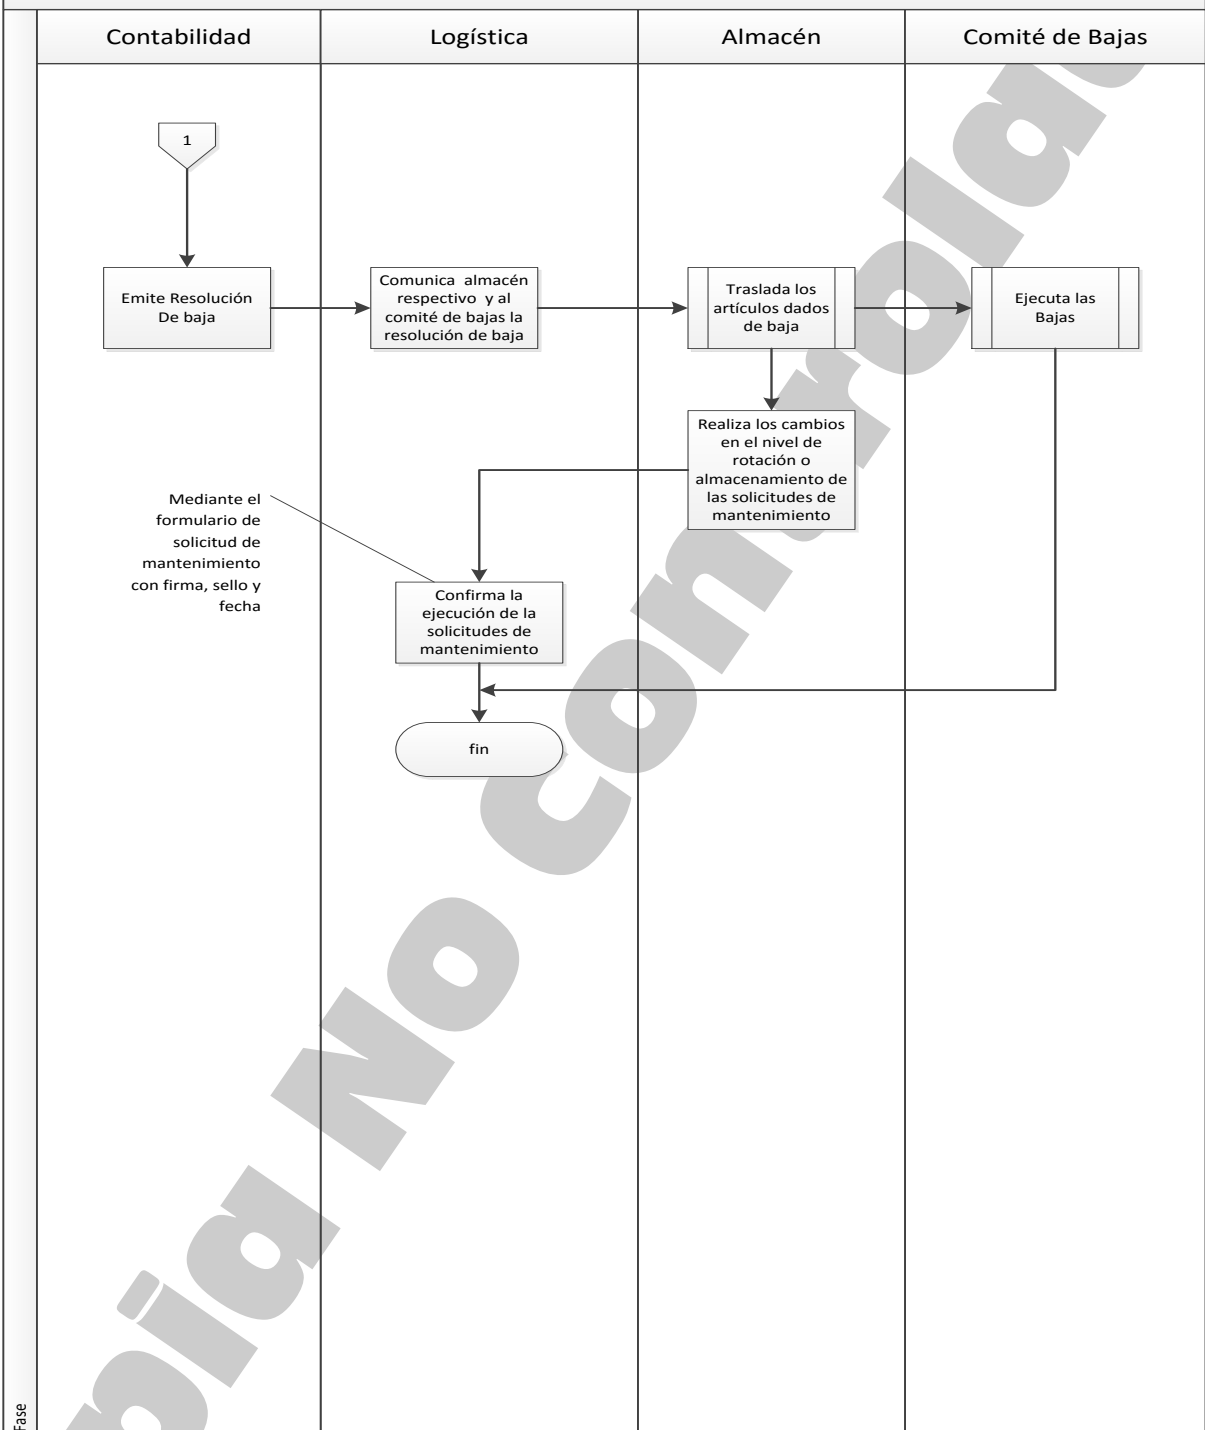 Contabilidad
Logística
Almacén
Comité de Bajas
1
Emite Resolución
De baja
Comunica almacén
respectivo y al
comité de bajas la
resolución de baja
Traslada los
artículos dados
de baja
Ejecuta las
Bajas
Realiza los cambios
en el nivel de
rotación o
almacenamiento de
las solicitudes de
mantenimiento
Mediante el
formulario de
solicitud de
mantenimiento
con firma, sello y
fecha
Confirma la
ejecución de la
solicitudes de
mantenimiento
fin
Fase
pia No controla